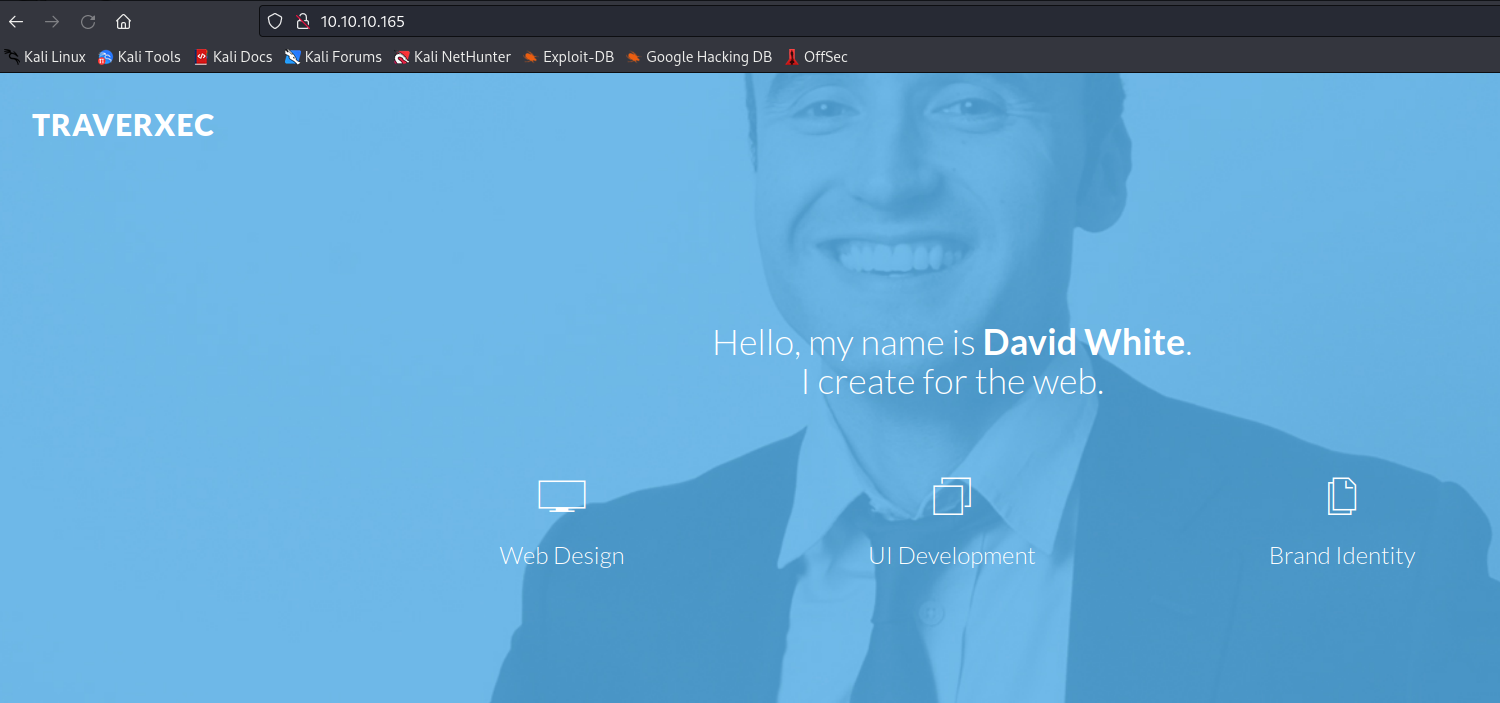 10.10.10.165
Kali Linux Kali Tools Kali Docs Kali Forums Kali NetHunter Exploit-DB Google Hacking DB OffSec
TRAVERXEC
Hello, my name is David White.
I create for the web.
Web Design UI Development Brand Identity